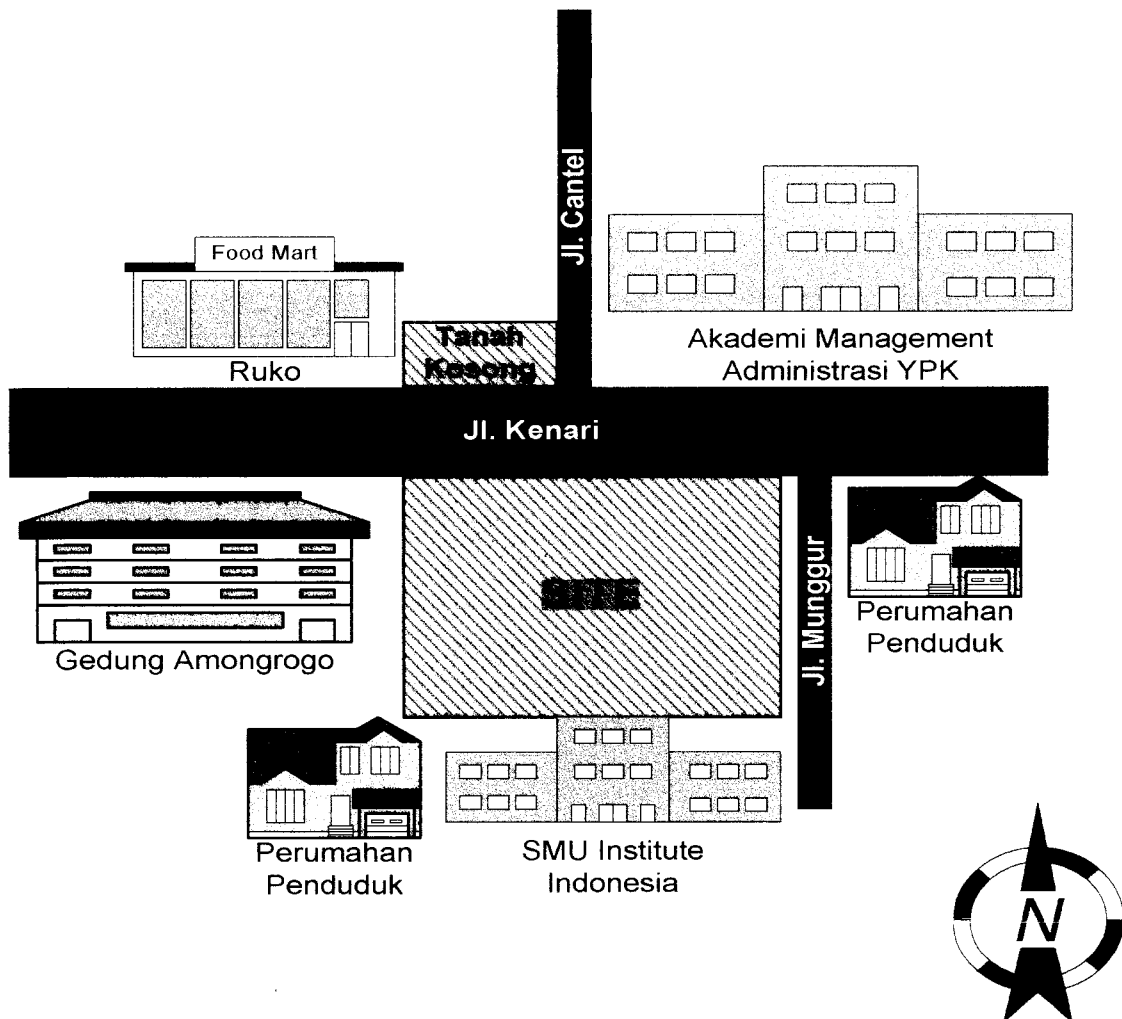 Jl. Cantel
Food Mart
Ruko
Tanah
Kosong
Akademi Management
Administrasi YPK
Jl. Kenari
Gedung Amongrogo
SITE
Jl. Munggur
Perumahan
Penduduk
Perumahan
Penduduk
SMU Institute
Indonesia
N